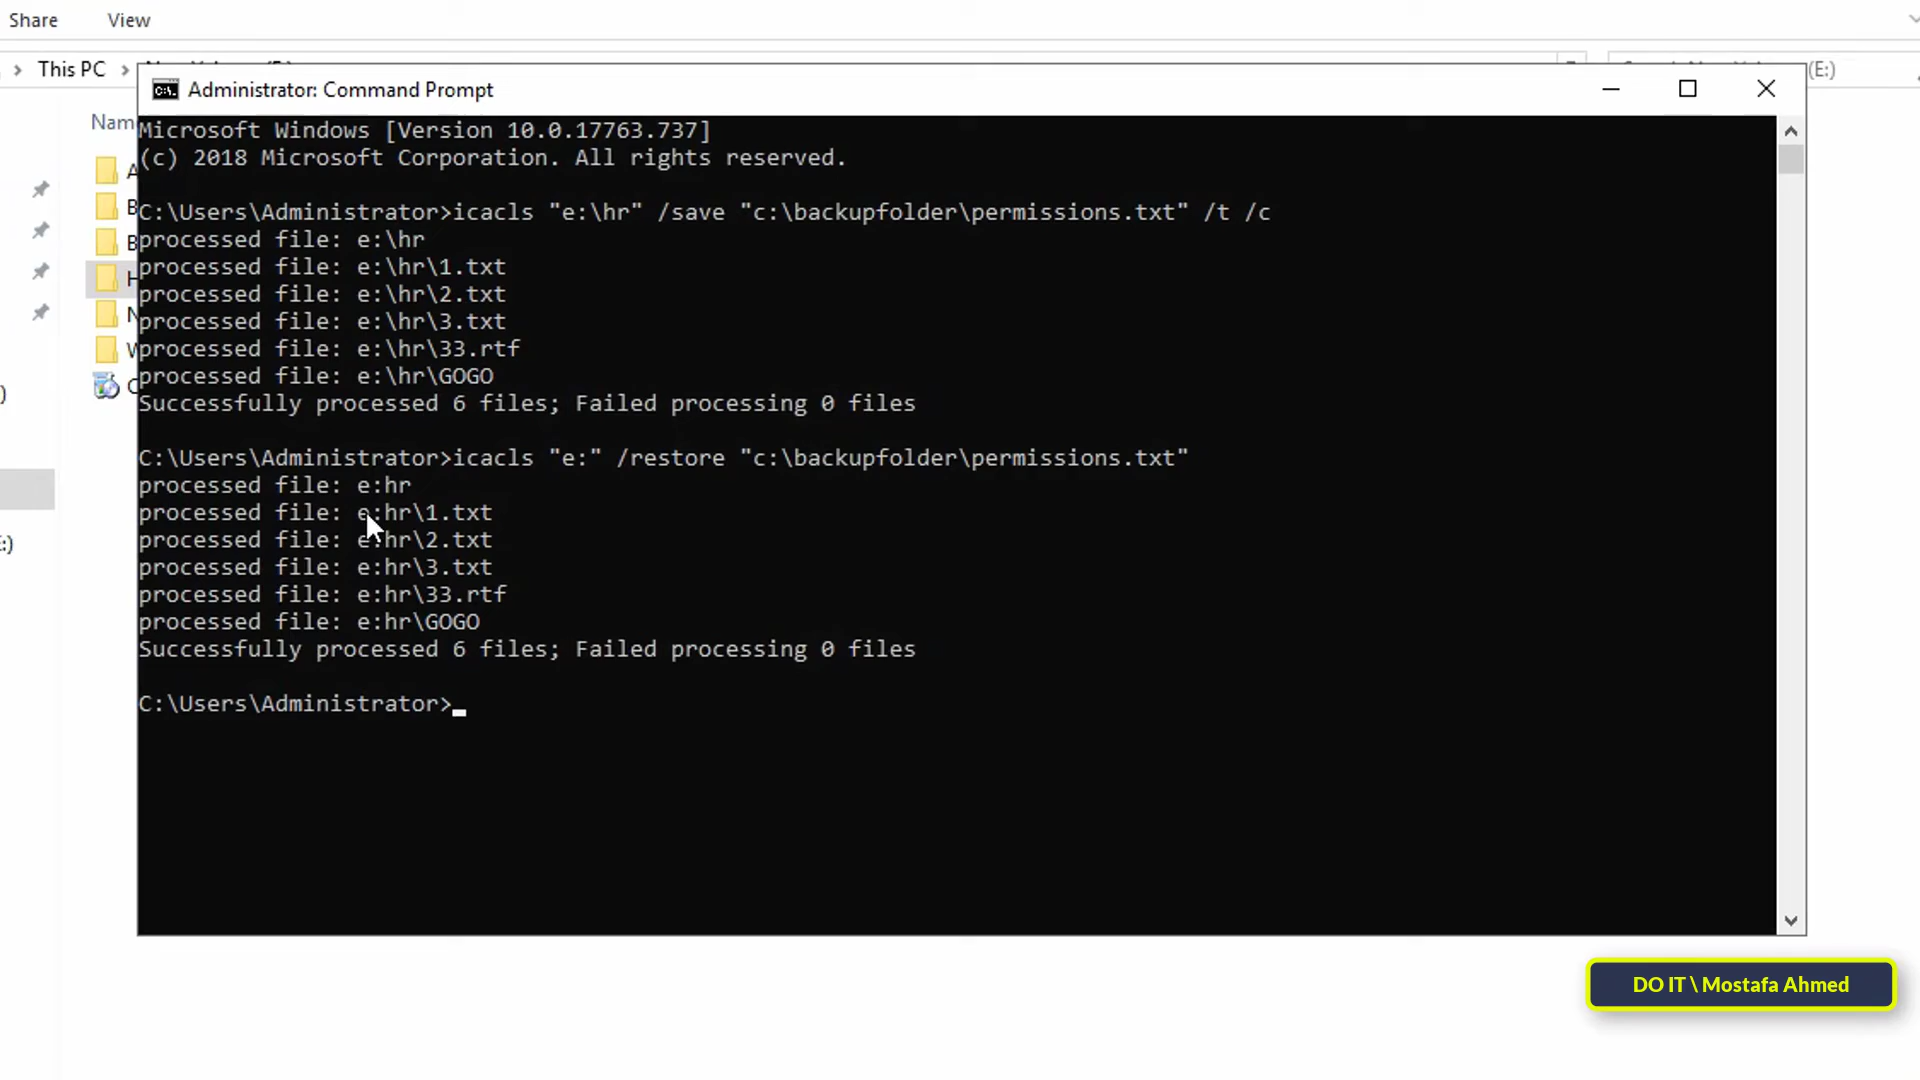 Share View
This PC
(E:)
Administrator: Command Prompt
Microsoft Windows [Version 10.0.17763.737]
(c) 2018 Microsoft Corporation. All rights reserved.
C:\Users\Administrator>icacls "e:\hr" /save "c:\backupfolder\permissions.txt" /t /c
processed file: e:\hr
processed file: e:\hr\1.txt
processed file: e:\hr\2.txt
processed file: e:\hr\3.txt
processed file: e:\hr\33.rtf
processed file: e:\hr\GOGO
Successfully processed 6 files; Failed processing 0 files
C:\Users\Administrator>icacls "e:" /restore "c:\backupfolder\permissions.txt"
processed file: e:hr
processed file: e:hr\1.txt
processed file: e:hr\2.txt
processed file: e:hr\3.txt
processed file: e:hr\33.rtf
processed file: e:hr\GOGO
Successfully processed 6 files; Failed processing 0 files
C:\Users\Administrator>
DO IT \ Mostafa Ahmed